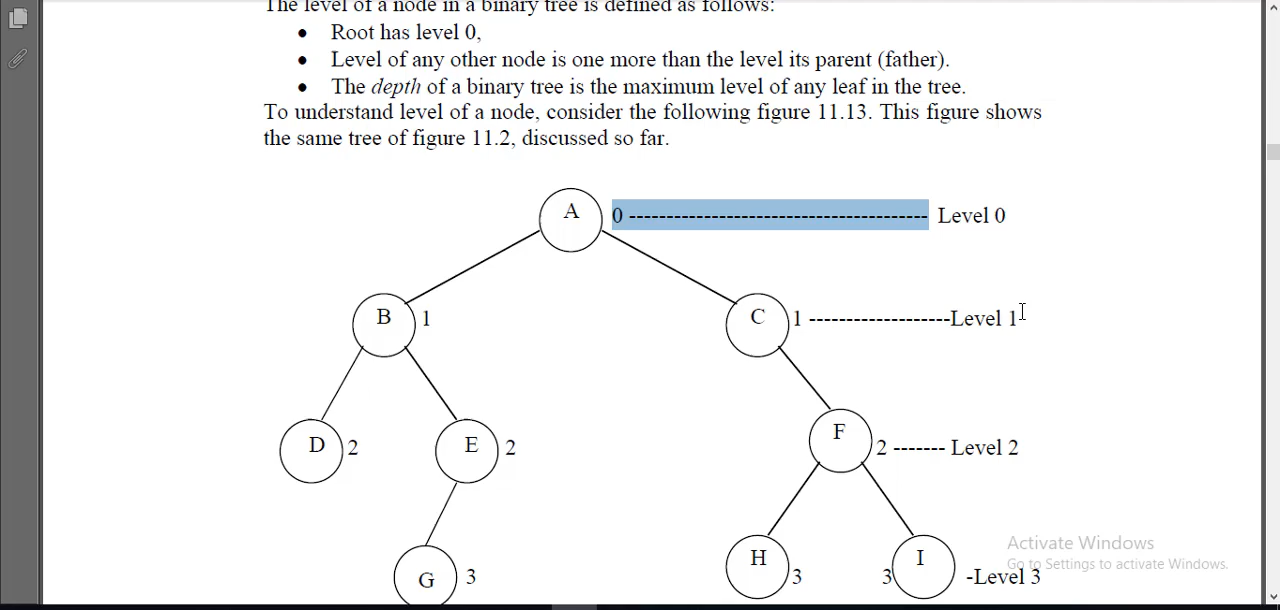 The level of a node in a binary tree is defined as follows:
• Root has level 0,
• Level of any other node is one more than the level its parent (father).
• The depth of a binary tree is the maximum level of any leaf in the tree.
To understand level of a node, consider the following figure 11.13. This figure shows
the same tree of figure 11.2, discussed so far.
A 0 -------------------------------------- Level 0
B 1 C 1 --------------------Level 1
D 2 E 2 F 2 ------- Level 2
G 3 H 3 3 I -Level 3
Activate Windows
Go to Settings to activate Windows.